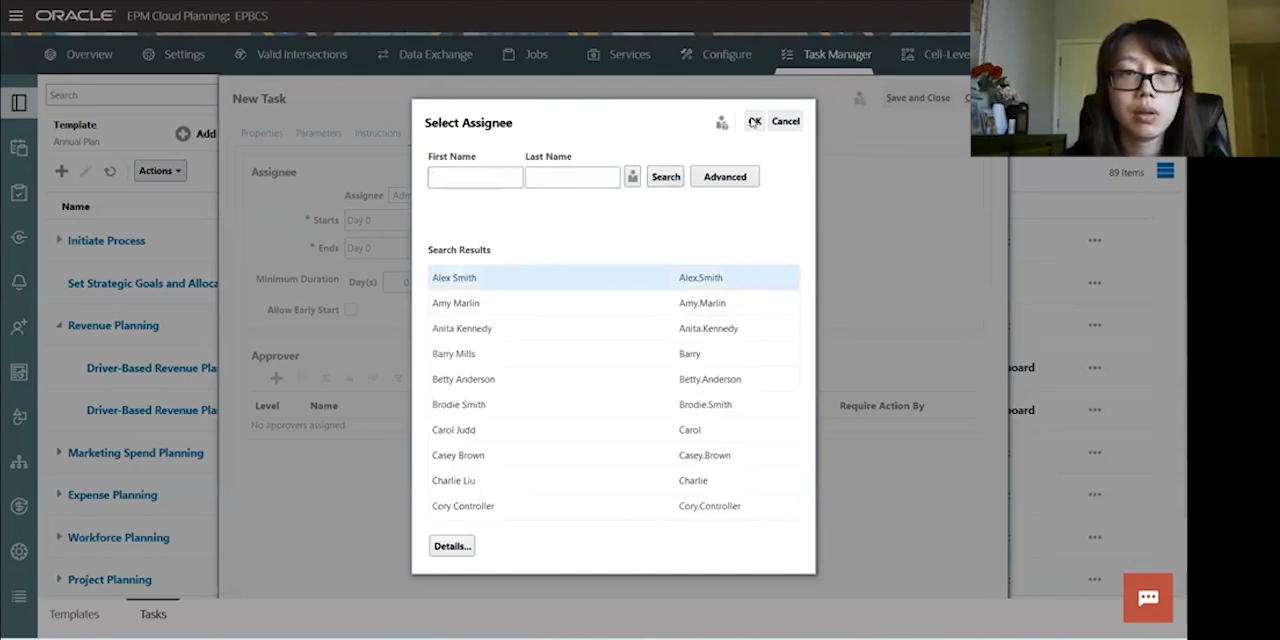 ORACLE® EPM Cloud Planning: EPBCS
Overview Settings Valid Intersections Data Exchange Jobs Services Configure Task Manager Cell-Leve
Search
Template
Annual Plan
Add
Actions
Name
Initiate Process
Set Strategic Goals and Alloca
Revenue Planning
Driver-Based Revenue Pla
Driver-Based Revenue Pla
Marketing Spend Planning
Expense Planning
Workforce Planning
Project Planning
Templates Tasks
New Task
Save and Close
Properties Parameters Instructions
Assignee
Assignee
* Starts Day 0
* Ends Day 0
Minimum Duration Day(s) 0
Allow Early Start
Approver
Level Name
Require Action By
No approvers assigned.
Select Assignee
OK Cancel
First Name Last Name
Search Advanced
Search Results
Alex Smith Alex.Smith
Amy Marlin Amy.Marlin
Anita Kennedy Anita.Kennedy
Barry Mills Barry
Betty Anderson Betty.Anderson
Brodie Smith Brodie.Smith
Carol Judd Carol
Casey Brown Casey.Brown
Charlie Liu Charlie
Cory Controller Cory.Controller
Details...
89 Items
oard
oard